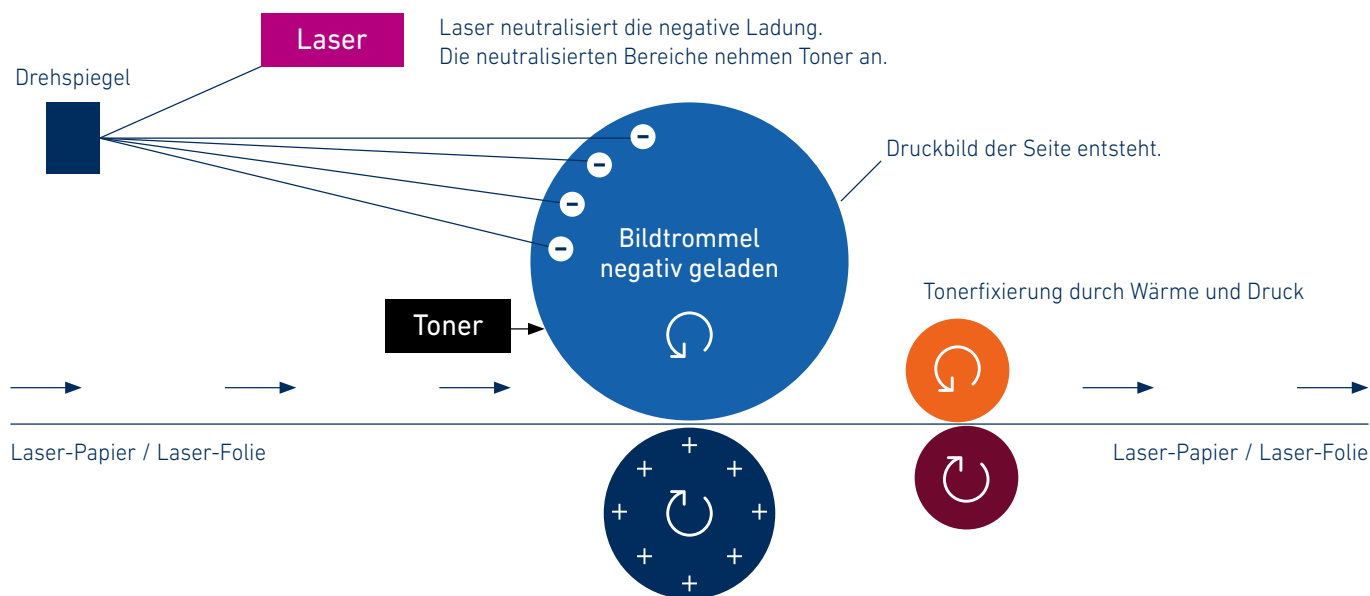 Laser
Laser neutralisiert die negative Ladung.
Die neutralisierten Bereiche nehmen Toner an.
Drehspiegel
Druckbild der Seite entsteht.
Bildtrommel
negativ geladen
Tonerfixierung durch Wärme und Druck
Toner
Laser-Papier / Laser-Folie
Laser-Papier / Laser-Folie